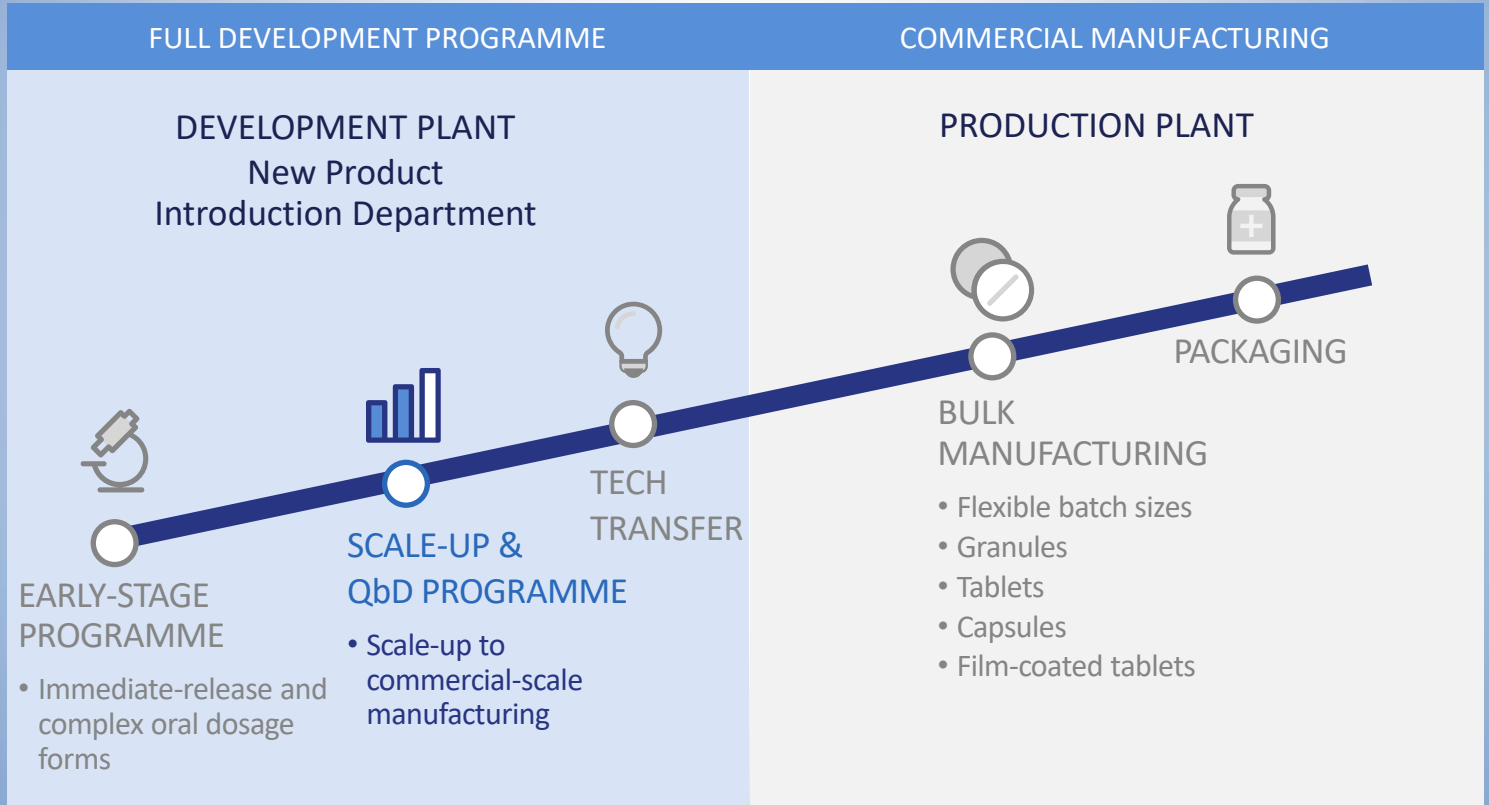 FULL DEVELOPMENT PROGRAMME
COMMERCIAL MANUFACTURING
DEVELOPMENT PLANT
New Product
Introduction Department
PRODUCTION PLANT
EARLY-STAGE
PROGRAMME
• Immediate-release and
complex oral dosage
forms
SCALE-UP &
QbD PROGRAMME
• Scale-up to
commercial-scale
manufacturing
TECH
TRANSFER
BULK
MANUFACTURING
• Flexible batch sizes
• Granules
• Tablets
• Capsules
• Film-coated tablets
PACKAGING